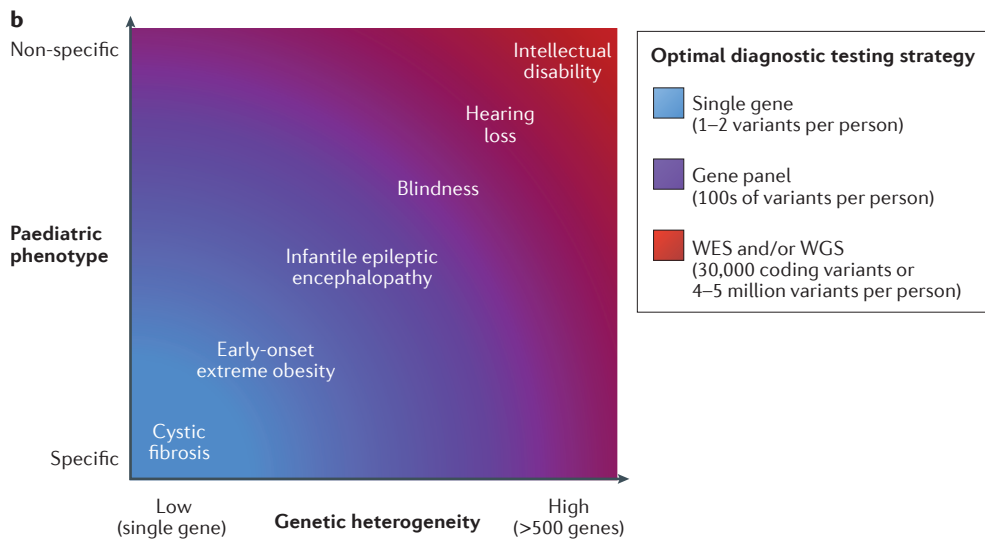 b
Non-specific
Paediatric
phenotype
Specific
Intellectual
disability
Hearing
loss
Blindness
Infantile epileptic
encephalopathy
Early-onset
extreme obesity
Cystic
fibrosis
Low
(single gene)
Genetic heterogeneity
High
(>500 genes)
Optimal diagnostic testing strategy
Single gene
(1–2 variants per person)
Gene panel
(100s of variants per person)
WES and/or WGS
(30,000 coding variants or
4–5 million variants per person)